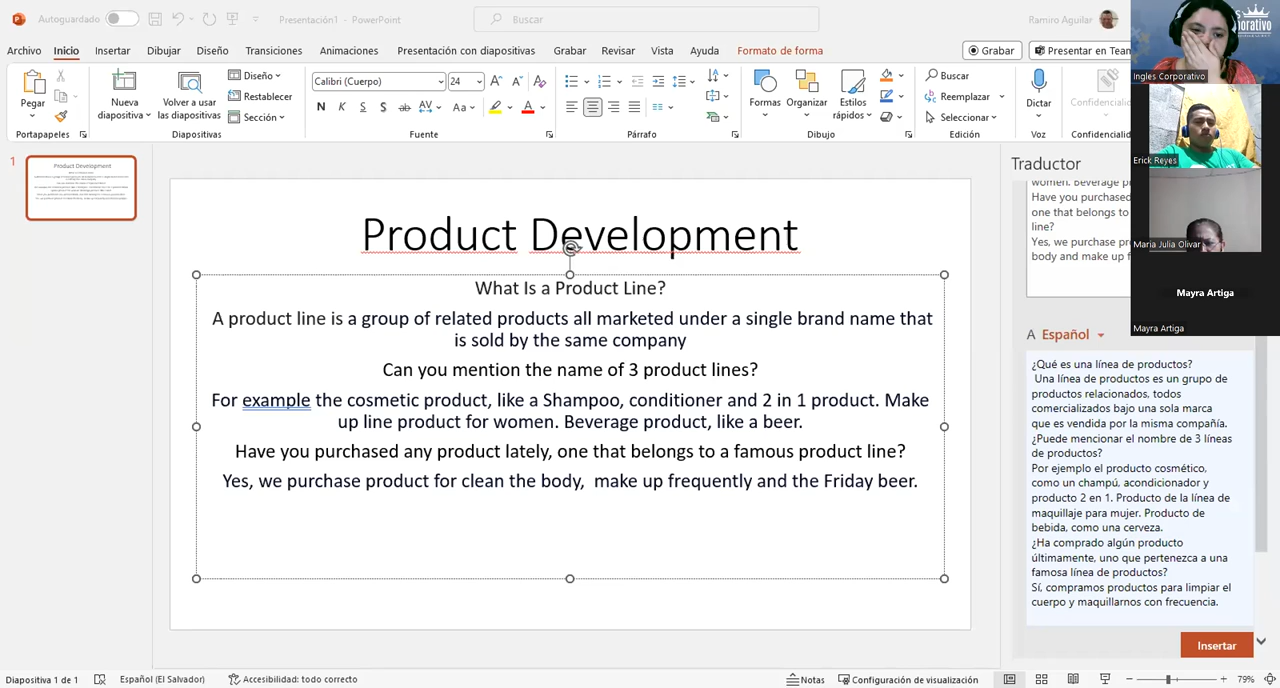 Autoguardado
Presentación1 - PowerPoint
Buscar
Ramiro Aguilar
Archivo Inicio Insertar Dibujar Diseño Transiciones Animaciones Presentación con diapositivas Grabar Revisar Vista Ayuda Formato de forma
Grabar
Presentar en Team
Pegar
Portapapeles
Nueva diapositiva
Volver a usar las diapositivas
Diseño
Restablecer
Sección
Diapositivas
Calibri (Cuerpo) 24
N K S S ab AV Aa A
Fuente
Párrafo
Formas
Organizar
Estilos rápidos
Dibujo
Buscar
Reemplazar
Seleccionar
Edición
Dictar
Voz
Confidencialid
Confidencialid
orativo
Ingles Corporativo
Erick Reyes
Maria Julia Olivar
Mayra Artiga
Mayra Artiga
1
Product Development
Product Development
What Is a Product Line?
A product line is a group of related products all marketed under a single brand name that
is sold by the same company
Can you mention the name of 3 product lines?
For example the cosmetic product, like a Shampoo, conditioner and 2 in 1 product. Make
up line product for women. Beverage product, like a beer.
Have you purchased any product lately, one that belongs to a famous product line?
Yes, we purchase product for clean the body, make up frequently and the Friday beer.
Traductor
women. Beverage p
Have you purchased
one that belongs to
line?
Yes, we purchase pr
body and make up f
Español
¿Qué es una línea de productos?
Una línea de productos es un grupo de
productos relacionados, todos
comercializados bajo una sola marca
que es vendida por la misma compañía.
¿Puede mencionar el nombre de 3 líneas
de productos?
Por ejemplo el producto cosmético,
como un champú, acondicionador y
producto 2 en 1. Producto de la línea de
maquillaje para mujer. Producto de
bebida, como una cerveza.
¿Ha comprado algún producto
últimamente, uno que pertenezca a una
famosa línea de productos?
Sí, compramos productos para limpiar el
cuerpo y maquillarnos con frecuencia.
Insertar
Diapositiva 1 de 1
Español (El Salvador)
Accesibilidad: todo correcto
Notas
Configuración de visualización
79%